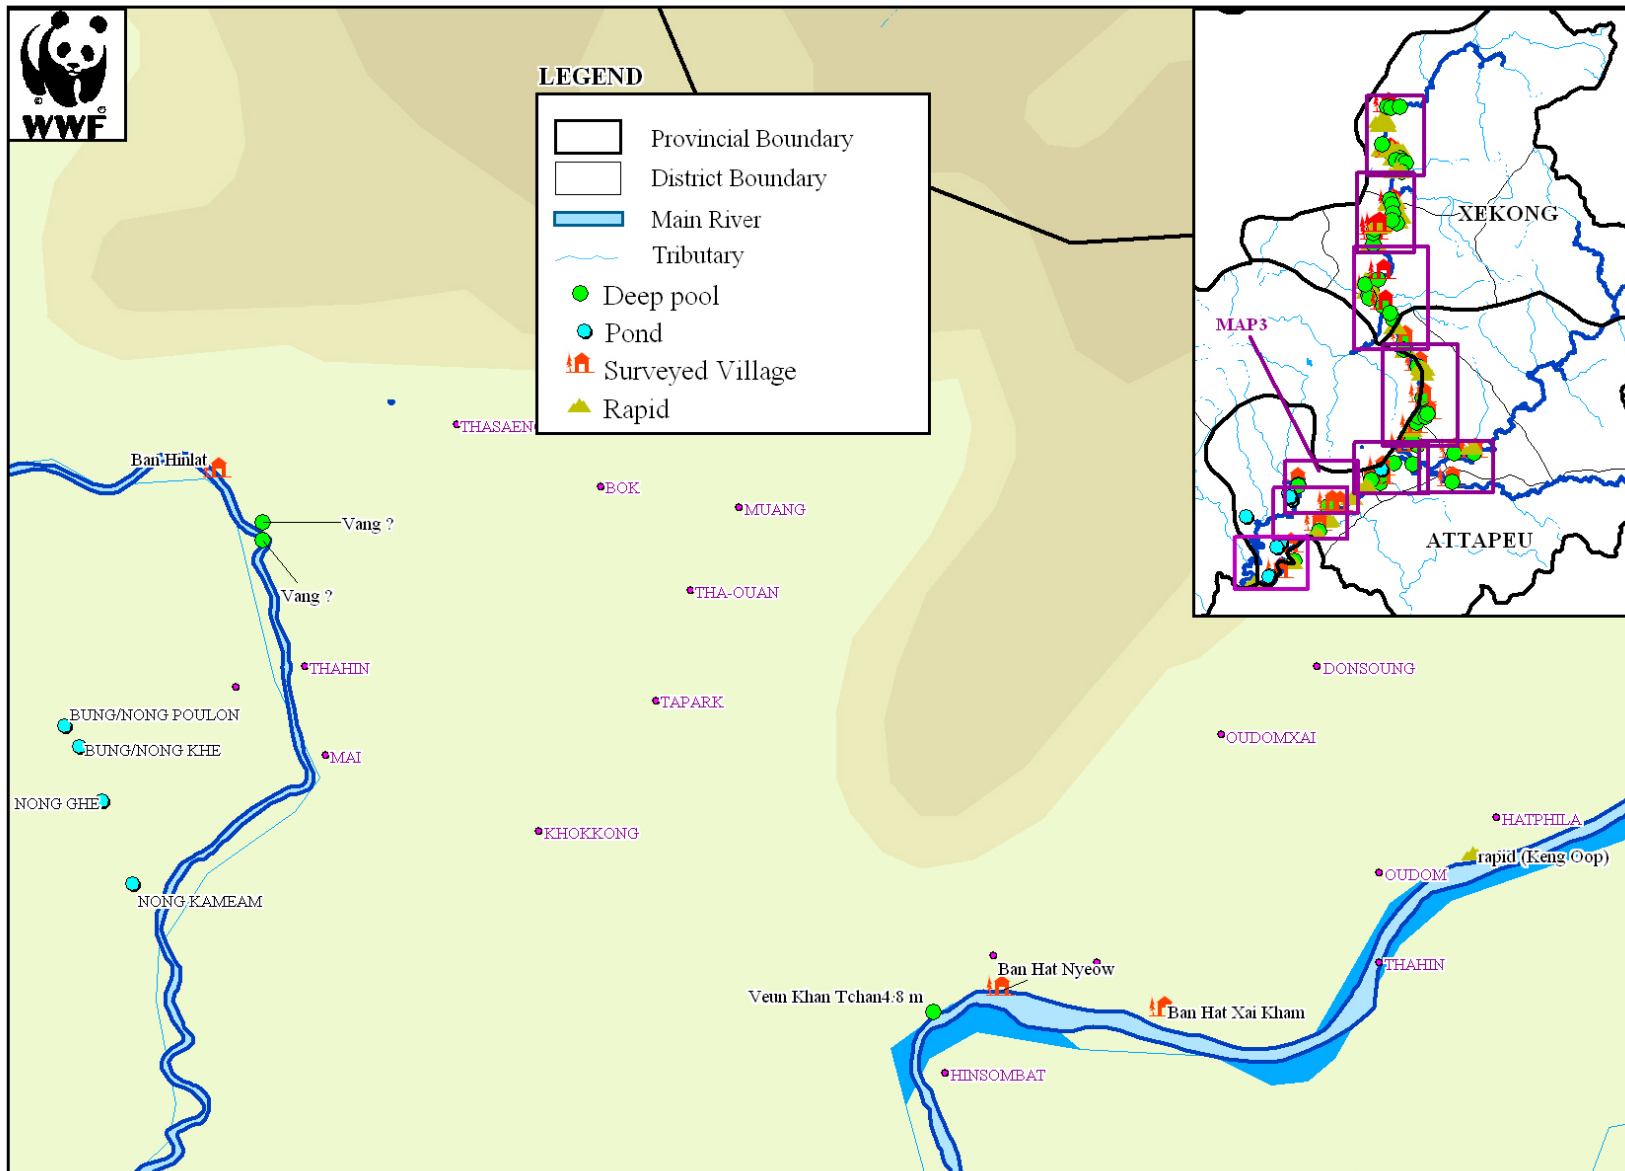 WWF
LEGEND
Provincial Boundary
District Boundary
Main River
Tributary
Deep pool
Pond
Surveyed Village
Rapid
XEKONG
MAP3
ATTAPEU
THASAEN
Ban Hinlat
BOK
MUANG
Vang ?
Vang ?
THA-OUAN
THAHIN
DONSOUNG
TAPARK
BUNG/NONG POULON
OUDOMXAI
BUNG/NONG KHE
MAI
NONG GHE
HATPHILA
KHOKKONG
rapid (Keng Oop)
OUDOM
NONG KAMEAM
THAHIN
Ban Hat Nyeow
Veun Khan Tchan4.8 m
Ban Hat Xai Kham
HINSOMBAT